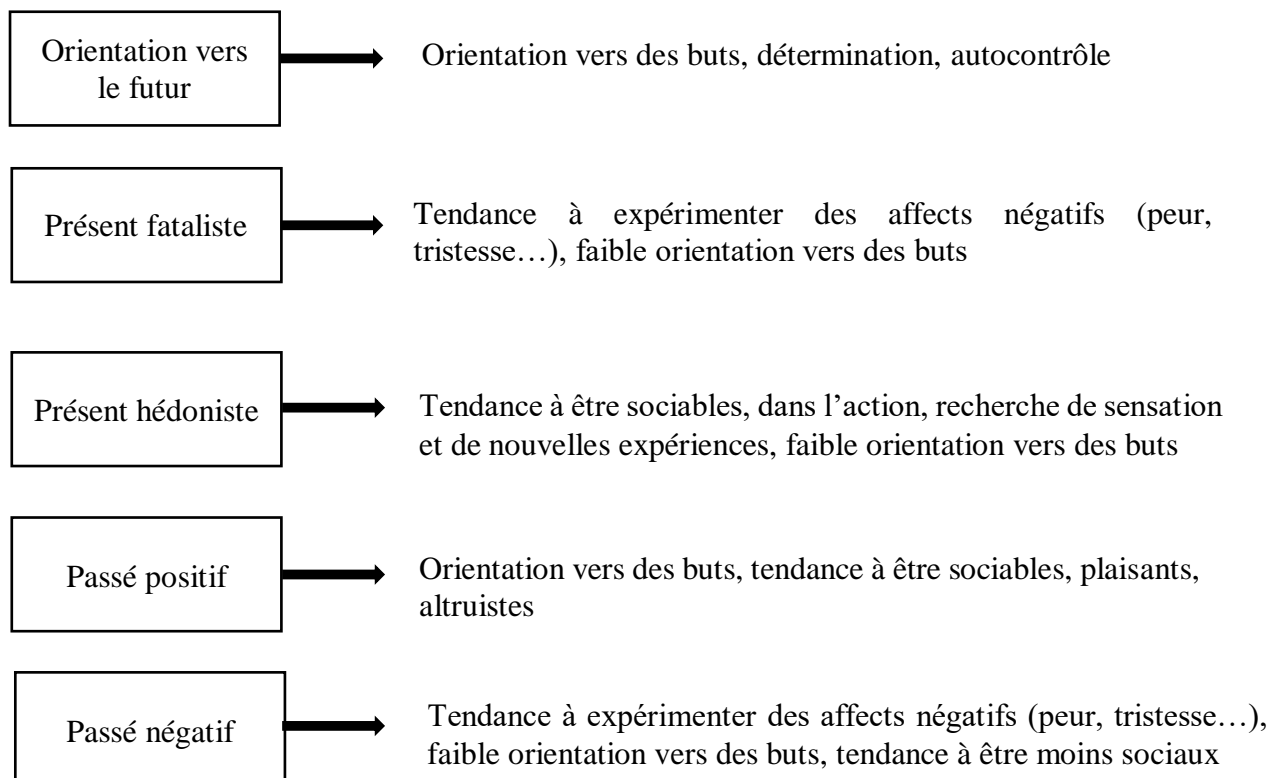 Orientation vers
le futur
Orientation vers des buts, détermination, autocontrôle
Présent fataliste
Tendance à expérimenter des affects négatifs (peur,
tristesse…), faible orientation vers des buts
Présent hédoniste
Tendance à être sociables, dans l’action, recherche de sensation
et de nouvelles expériences, faible orientation vers des buts
Passé positif
Orientation vers des buts, tendance à être sociables, plaisants,
altruistes
Passé négatif
Tendance à expérimenter des affects négatifs (peur, tristesse…),
faible orientation vers des buts, tendance à être moins sociaux